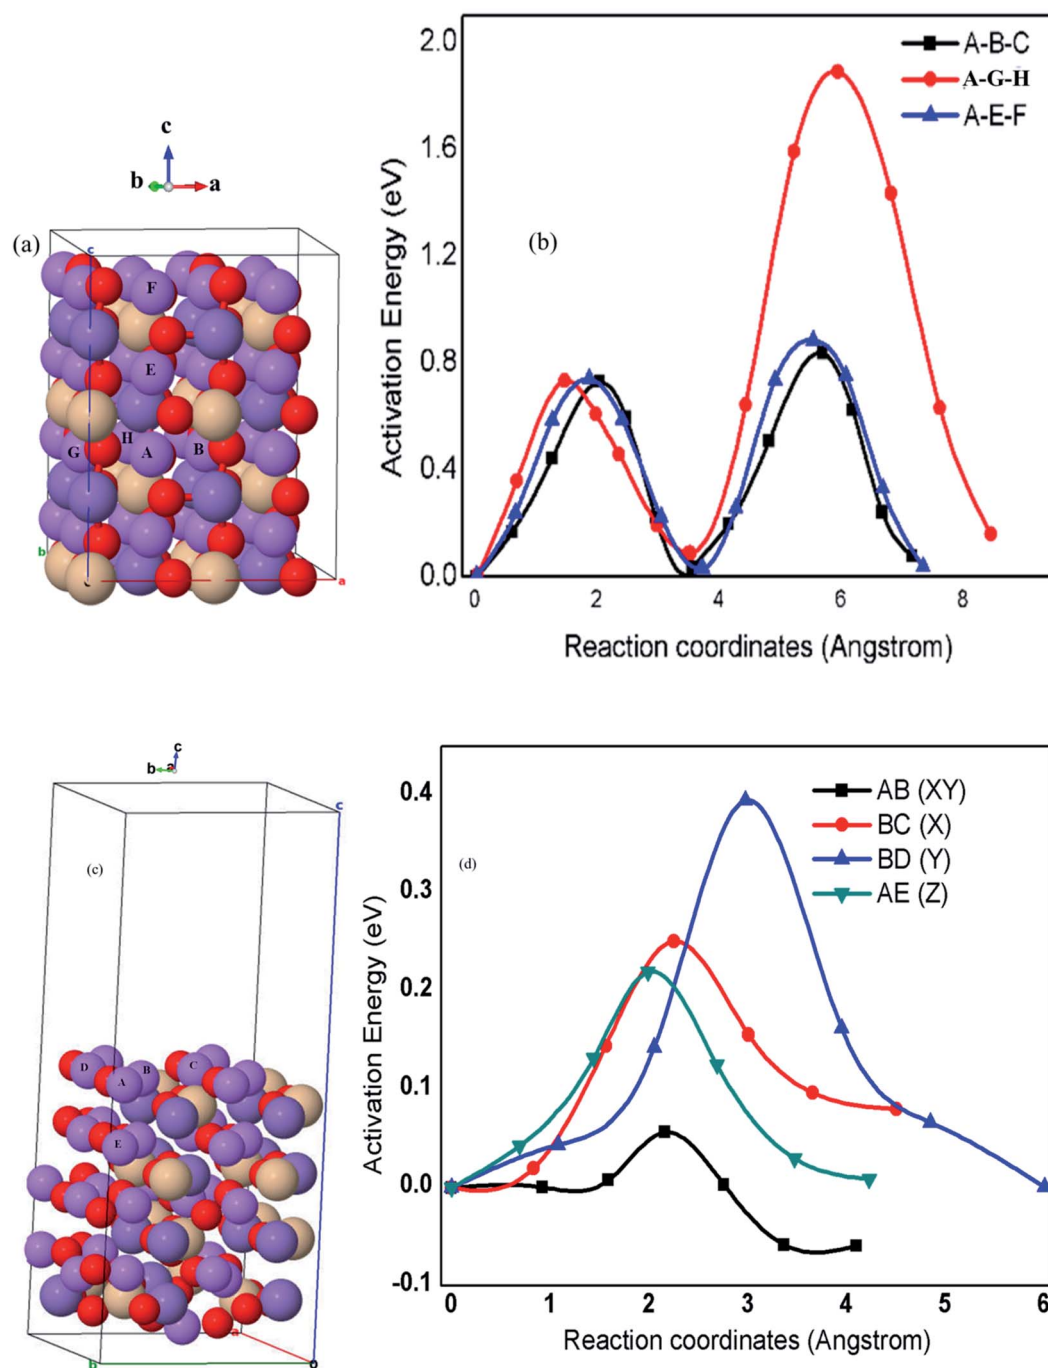 c
b
a
(a)
c
F
E
G
H
A
B
b
a
2.0
1.6
1.2
0.8
0.4
0.0
Activation Energy (eV)
A-B-C
A-G-H
A-E-F
(b)
0
2
4
6
8
Reaction coordinates (Angstrom)
c
b
a
c
(c)
D
A
B
C
E
a
b
o
0.4
0.3
0.2
0.1
0.0
-0.1
Activation Energy (eV)
(d)
AB (XY)
BC (X)
BD (Y)
AE (Z)
0
1
2
3
4
5
6
Reaction coordinates (Angstrom)